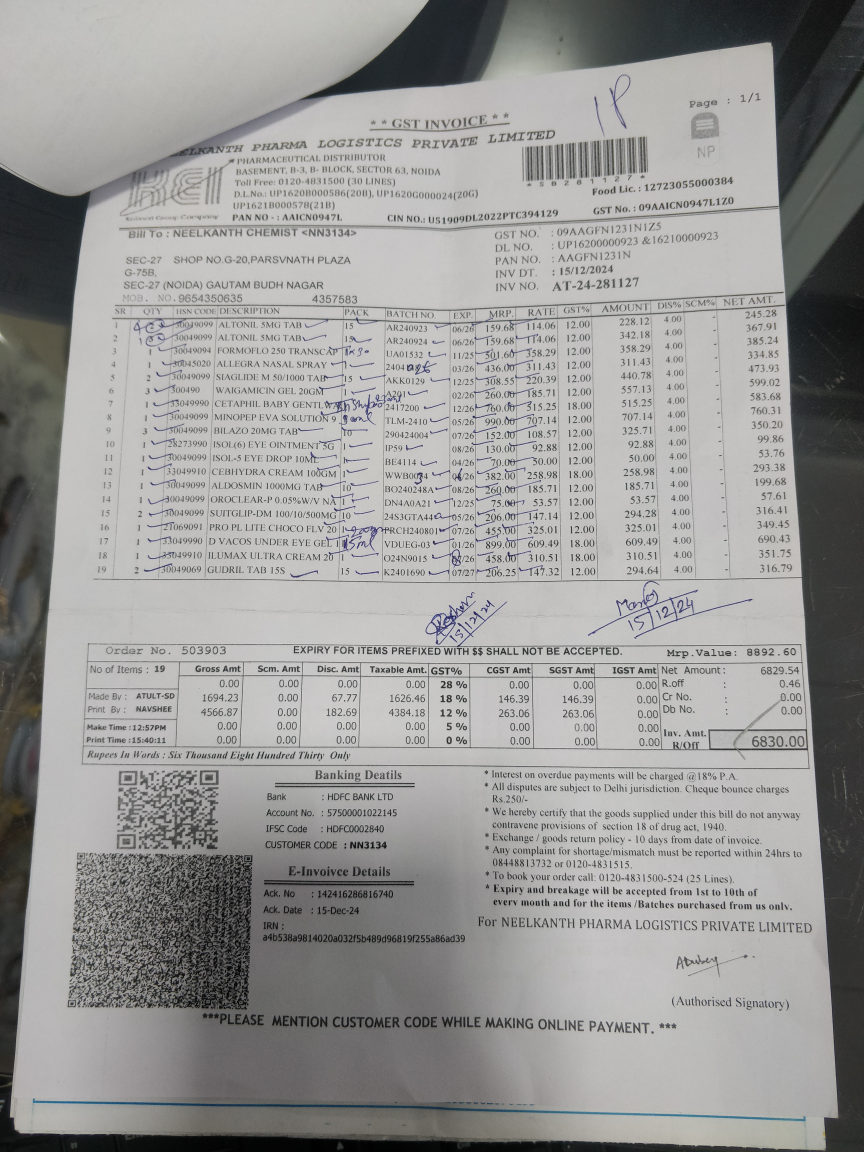 Page : 1/1
1P
* * GST INVOICE * *
NEELKANTH PHARMA LOGISTICS PRIVATE LIMITED
PHARMACEUTICAL DISTRIBUTOR
BASEMENT, B-3, B- BLOCK, SECTOR 63, NOIDA
Toll Free: 0120-4831500 (30 LINES)
D.L.No.: UP1620B000586(20B), UP1620G000024(20G)
UP1621B000578(21B)
PAN NO - : AAICN0947L
CIN NO.: U51909DL2022PTC394129
*5B281127*
NP
Food Lic. : 12723055000384
GST No. : 09AAICN0947L1Z0
Bill To : NEELKANTH CHEMIST <NN3134>
SEC-27 SHOP NO.G-20,PARSVNATH PLAZA
G-75B,
SEC-27 (NOIDA) GAUTAM BUDH NAGAR
MOB. NO.9654350635 4357583
GST NO. : 09AAGFN1231N1Z5
DL NO. : UP16200000923 &16210000923
PAN NO. : AAGFN1231N
INV DT. : 15/12/2024
INV NO. AT-24-281127
SR QTY HSN CODE DESCRIPTION PACK BATCH NO. EXP. MRP. RATE GST% AMOUNT DIS% SCM% NET AMT.
1 30049099 ALTONIL 5MG TAB 15 AR240923 06/26 159.68 114.06 12.00 228.12 4.00 - 245.28
2 30049099 ALTONIL 5MG TAB 15 AR240924 06/26 159.68 114.06 12.00 342.18 4.00 - 367.91
3 1 30049094 FORMOFLO 250 TRANSCAP UA01532 11/25 501.60 358.29 12.00 358.29 4.00 - 385.24
4 1 30045020 ALLEGRA NASAL SPRAY 1 03/26 436.00 311.43 12.00 311.43 4.00 - 334.85
5 2 30049099 SIAGLIDE M 50/1000 TAB 15 AKK0129 12/25 308.55 220.39 12.00 440.78 4.00 - 473.93
6 3 300490 WAIGAMICIN GEL 20GM 02/26 260.00 185.71 12.00 557.13 4.00 - 599.02
7 1 33049990 CETAPHIL BABY GENTL 2417200 12/26 760.00 515.25 18.00 515.25 4.00 - 583.68
8 1 30049099 MINOPEP EVA SOLUTION 9 TLM-2410 05/26 990.00 707.14 12.00 707.14 4.00 - 760.31
9 3 30049099 BILAZO 20MG TAB 10 290424004 07/26 152.00 108.57 12.00 325.71 4.00 - 350.20
10 1 28273990 ISOL(6) EYE OINTMENT 5G 1 IP59 08/26 130.00 92.88 12.00 92.88 4.00 - 99.86
11 1 30049099 ISOL-5 EYE DROP 10ML 1 BE4114 04/26 70.00 50.00 12.00 50.00 4.00 - 53.76
12 1 33049910 CEBHYDRA CREAM 100GM 1 382.00 258.98 18.00 258.98 4.00 - 293.38
13 1 30049099 ALDOSMIN 1000MG TAB 10 BO240248A 08/26 260.00 185.71 12.00 185.71 4.00 - 199.68
14 1 30049099 OROCLEAR-P 0.05%W/V NA 1 DN4A0A21 12/25 75.00 53.57 12.00 53.57 4.00 - 57.61
15 2 30049099 SUITGLIP-DM 100/10/500MG 10 24S3GTA44 05/26 206.00 147.14 12.00 294.28 4.00 - 316.41
16 1 21069091 PRO PL LITE CHOCO FLV 20 1 PRCH240801 07/26 455.00 325.01 12.00 325.01 4.00 - 349.45
17 1 33049990 D VACOS UNDER EYE GEL 15ml VDUEG-03 01/26 899.00 609.49 18.00 609.49 4.00 - 690.43
18 1 33049910 ILUMAX ULTRA CREAM 20 1 O24N9015 07/26 458.00 310.51 18.00 310.51 4.00 - 351.75
19 2 30049069 GUDRIL TAB 15S 15 K2401690 07/27 206.25 147.32 12.00 294.64 4.00 - 316.79
15/12/24
15/12/24
Order No. 503903 EXPIRY FOR ITEMS PREFIXED WITH $$ SHALL NOT BE ACCEPTED. Mrp.Value: 8892.60
No of Items : 19 Gross Amt Scm. Amt Disc. Amt Taxable Amt. GST% CGST Amt SGST Amt IGST Amt Net Amount: 6829.54
0.00 0.00 0.00 0.00 28 % 0.00 0.00 0.00 R.off 0.46
Made By : ATULT-SD 1694.23 0.00 67.77 1626.46 18 % 146.39 146.39 0.00 Cr No. 0.00
Print By : NAVSHEE 4566.87 0.00 182.69 4384.18 12 % 263.06 263.06 0.00 Db No. 0.00
Make Time :12:57PM 0.00 0.00 0.00 0.00 5 % 0.00 0.00 0.00
Print Time :15:40:11 0.00 0.00 0.00 0.00 0 % 0.00 0.00 0.00 Inv. Amt. R/Off 6830.00
Rupees In Words : Six Thousand Eight Hundred Thirty Only
Banking Deatils
Bank : HDFC BANK LTD
Account No. : 57500001022145
IFSC Code : HDFC0002840
CUSTOMER CODE : NN3134
E-Involvce Details
Ack. No : 142416286816740
Ack. Date : 15-Dec-24
IRN :
a4b538a9814020a032f5b489d96819f255a86ad39
* Interest on overdue payments will be charged @18% P.A.
* All disputes are subject to Delhi jurisdiction. Cheque bounce charges
Rs.250/-
* We hereby certify that the goods supplied under this bill do not anyway
contravene provisions of section 18 of drug act, 1940.
* Exchange / goods return policy - 10 days from date of invoice.
* Any complaint for shortage/mismatch must be reported within 24hrs to
08448813732 or 0120-4831515.
* To book your order call: 0120-4831500-524 (25 Lines).
* Expiry and breakage will be accepted from 1st to 10th of
every month and for the items /Batches purchased from us only.
For NEELKANTH PHARMA LOGISTICS PRIVATE LIMITED
(Authorised Signatory)
***PLEASE MENTION CUSTOMER CODE WHILE MAKING ONLINE PAYMENT. ***